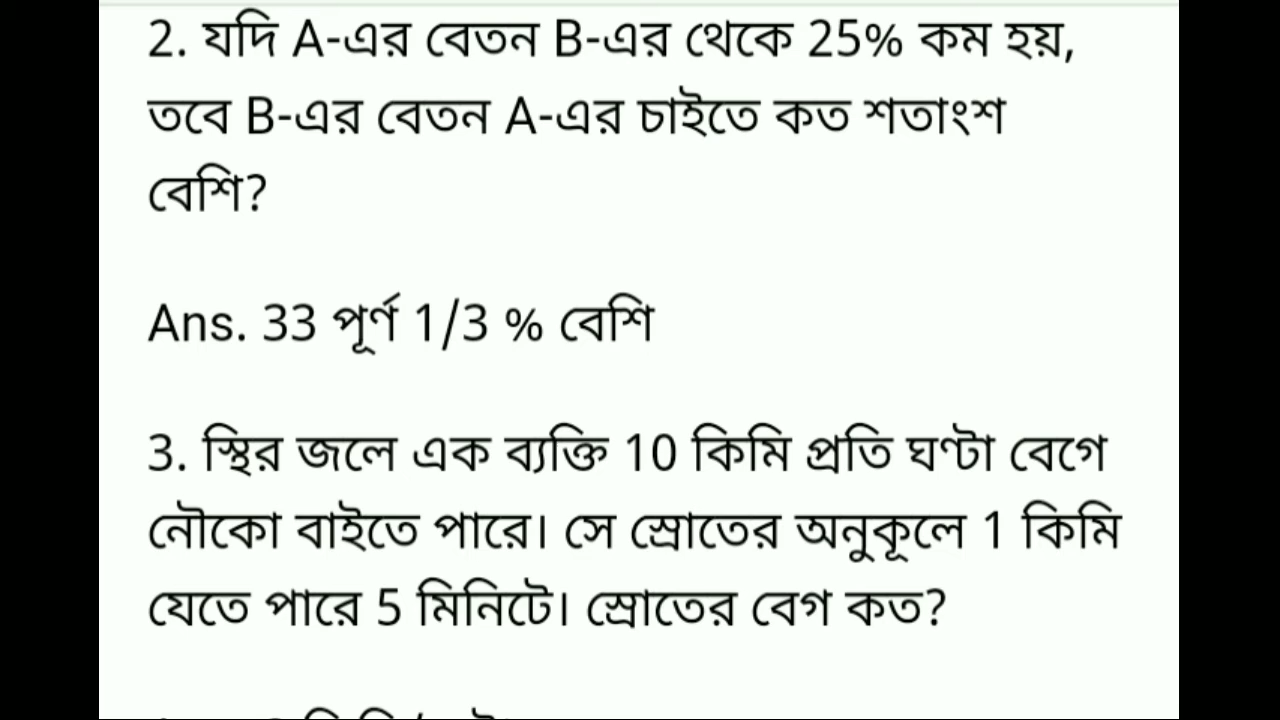 2. যদি A-এর বেতন B-এর থেকে 25% কম হয়,
তবে B-এর বেতন A-এর চাইতে কত শতাংশ
বেশি?
Ans. 33 পূর্ণ 1/3 % বেশি
3. স্থির জলে এক ব্যক্তি 10 কিমি প্রতি ঘণ্টা বেগে
নৌকো বাইতে পারে। সে স্রোতের অনুকূলে 1 কিমি
যেতে পারে 5 মিনিটে। স্রোতের বেগ কত?